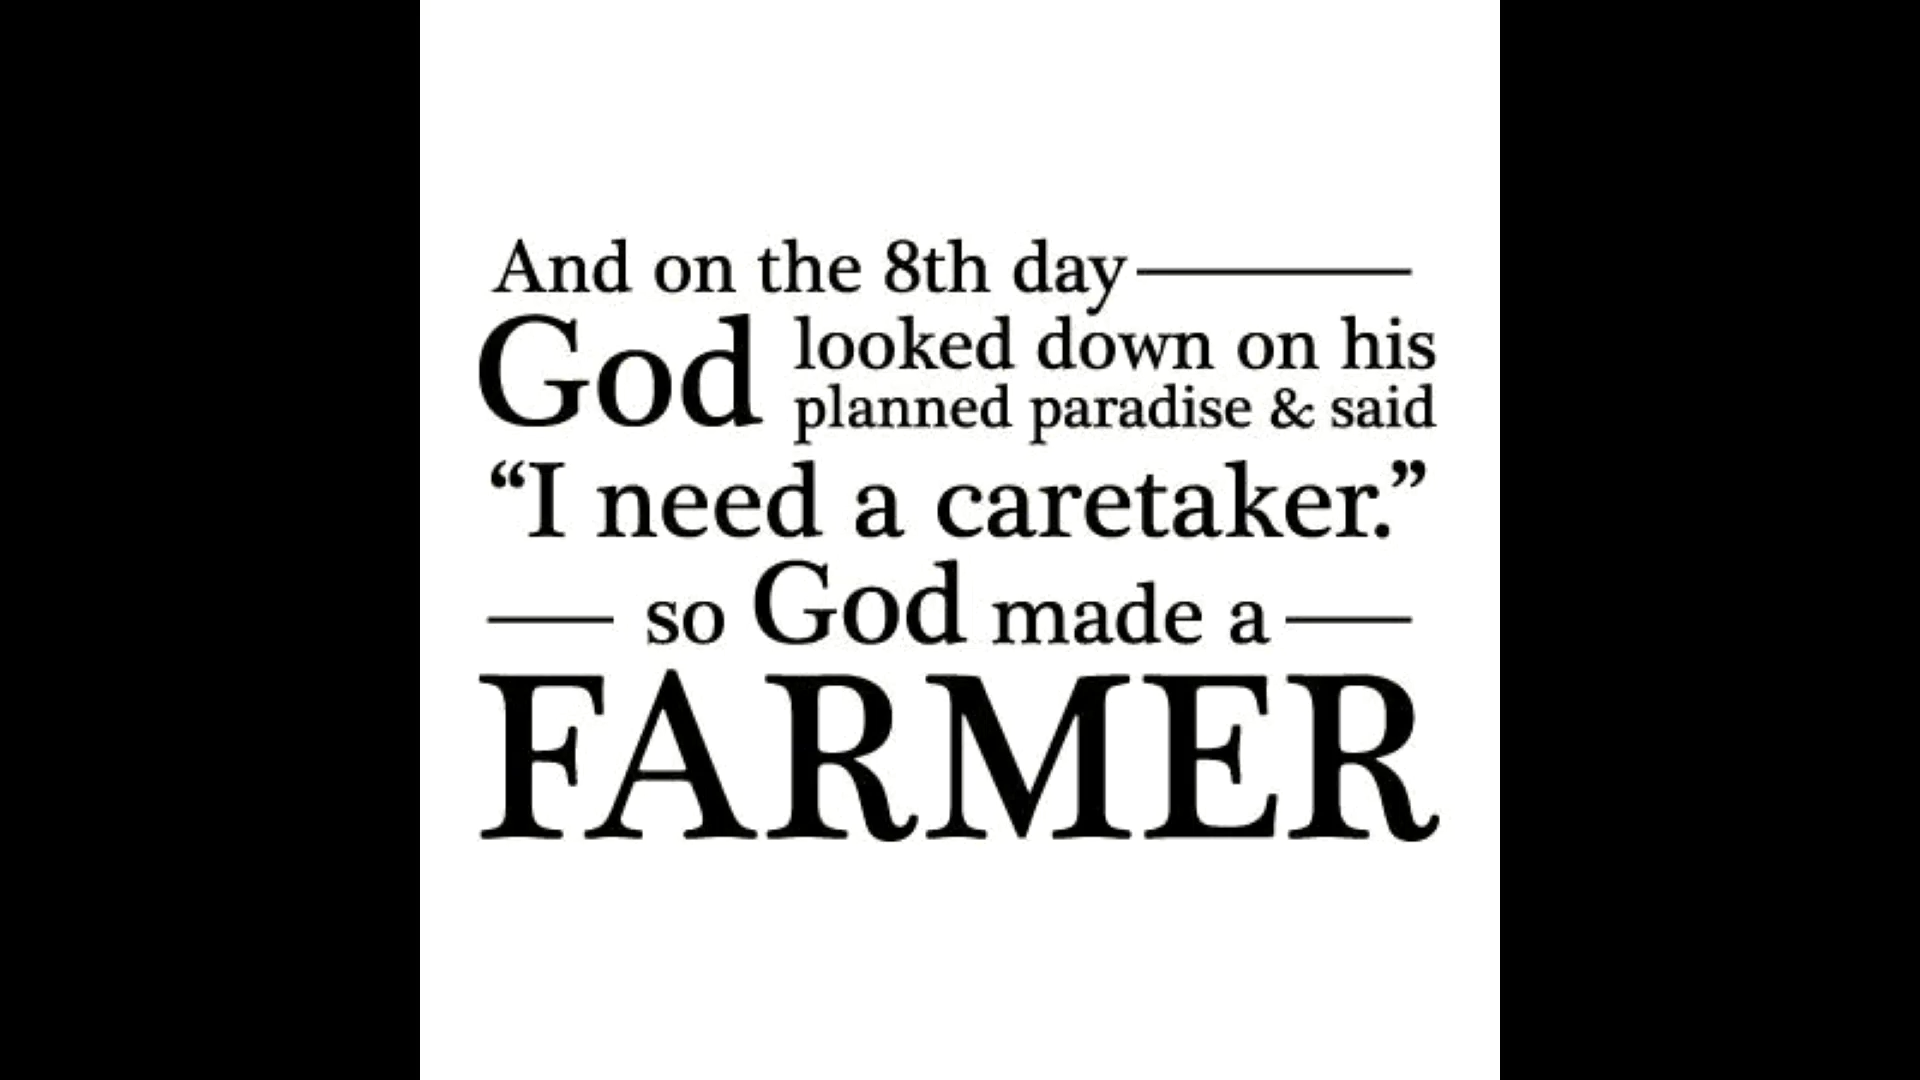 And on the 8th day
God looked down on his
planned paradise & said
“I need a caretaker.”
so God made a
FARMER